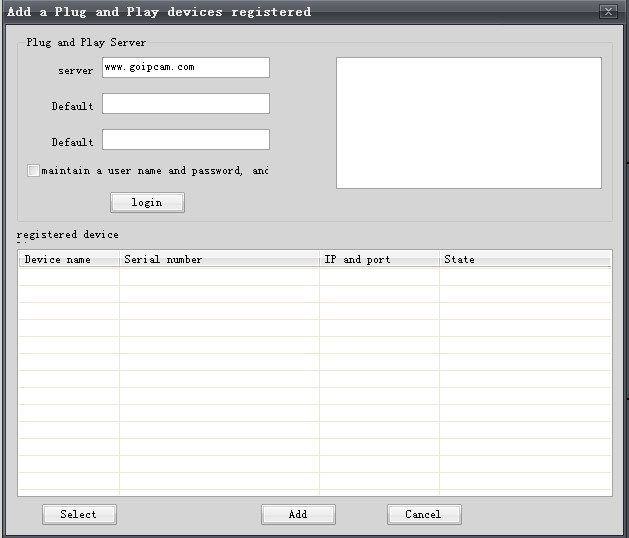 Add a Plug and Play devices registered
Plug and Play Server
server www.goipcam.com
Default
Default
maintain a user name and password, and
login
registered device
Device name Serial number IP and port State
Select Add Cancel